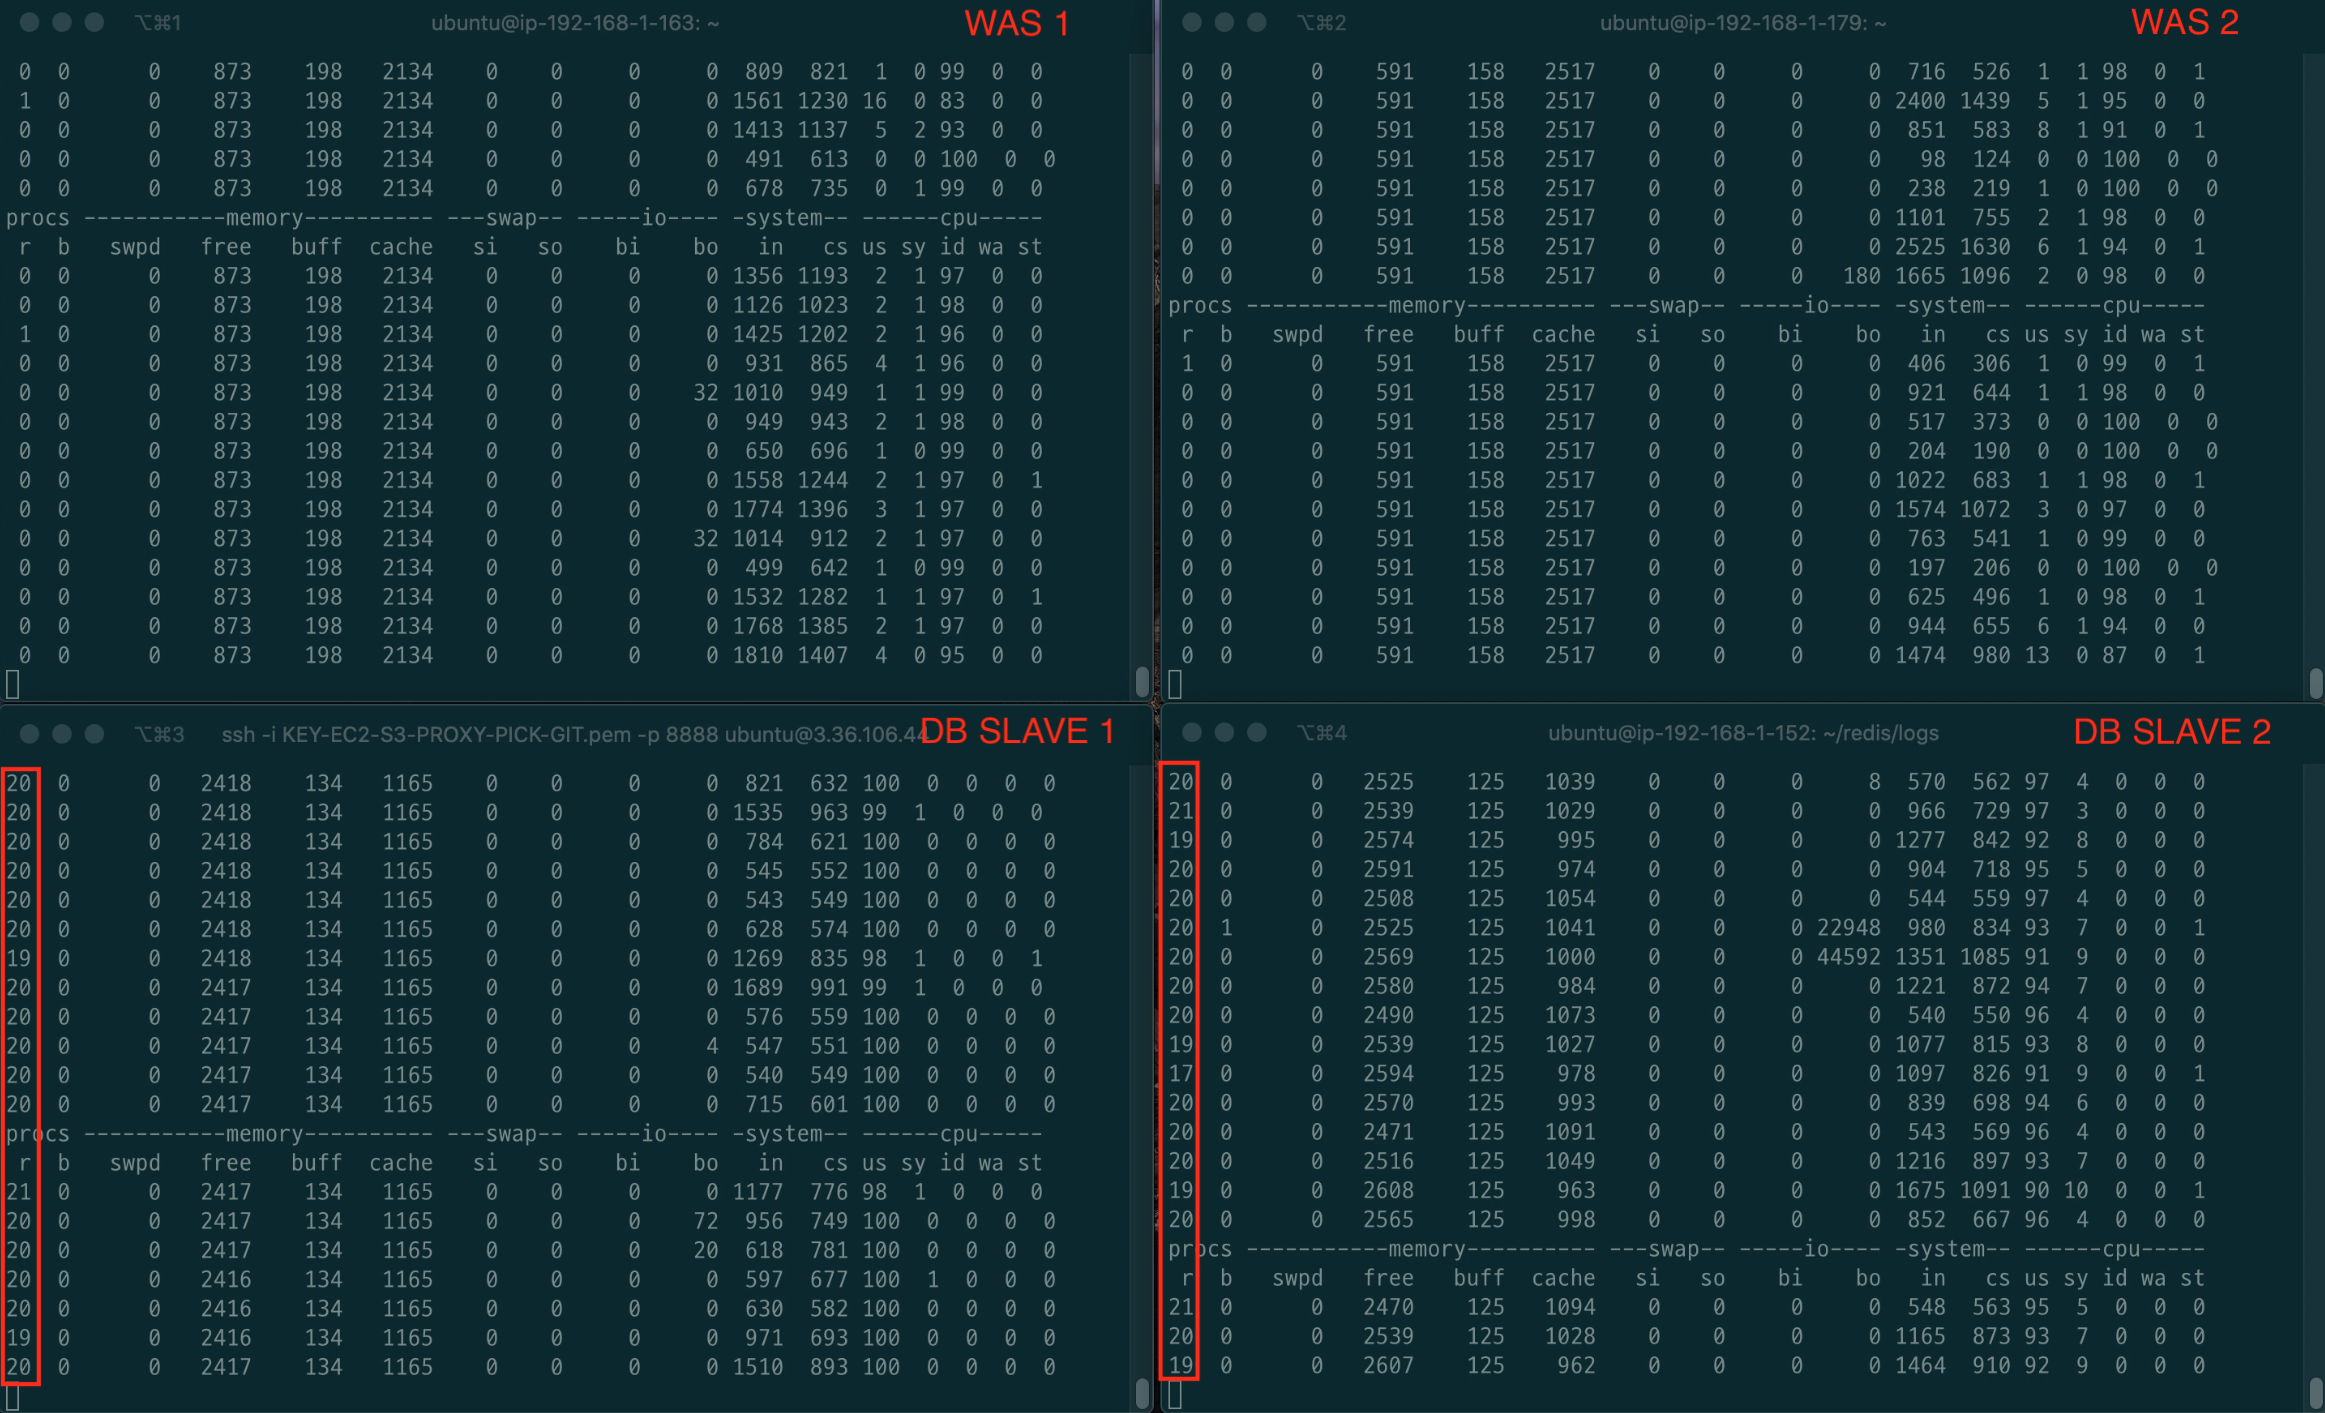 ⌥⌘1 ubuntu@ip-192-168-1-163: ~ WAS 1
0 0 0 873 198 2134 0 0 0 0 809 821 1 0 99 0 0
1 0 0 873 198 2134 0 0 0 0 1561 1230 16 0 83 0 0
0 0 0 873 198 2134 0 0 0 0 1413 1137 5 2 93 0 0
0 0 0 873 198 2134 0 0 0 0 491 613 0 0 100 0 0
0 0 0 873 198 2134 0 0 0 0 678 735 0 1 99 0 0
procs -----------memory---------- ---swap-- -----io---- -system-- ------cpu-----
r b swpd free buff cache si so bi bo in cs us sy id wa st
0 0 0 873 198 2134 0 0 0 0 1356 1193 2 1 97 0 0
0 0 0 873 198 2134 0 0 0 0 1126 1023 2 1 98 0 0
1 0 0 873 198 2134 0 0 0 0 1425 1202 2 1 96 0 0
0 0 0 873 198 2134 0 0 0 0 931 865 4 1 96 0 0
0 0 0 873 198 2134 0 0 0 32 1010 949 1 1 99 0 0
0 0 0 873 198 2134 0 0 0 0 949 943 2 1 98 0 0
0 0 0 873 198 2134 0 0 0 0 650 696 1 0 99 0 0
0 0 0 873 198 2134 0 0 0 0 1558 1244 2 1 97 0 1
0 0 0 873 198 2134 0 0 0 0 1774 1396 3 1 97 0 0
0 0 0 873 198 2134 0 0 0 32 1014 912 2 1 97 0 0
0 0 0 873 198 2134 0 0 0 0 499 642 1 0 99 0 0
0 0 0 873 198 2134 0 0 0 0 1532 1282 1 1 97 0 1
0 0 0 873 198 2134 0 0 0 0 1768 1385 2 1 97 0 0
0 0 0 873 198 2134 0 0 0 0 1810 1407 4 0 95 0 0
⌥⌘2 ubuntu@ip-192-168-1-179: ~ WAS 2
0 0 0 591 158 2517 0 0 0 0 716 526 1 1 98 0 1
0 0 0 591 158 2517 0 0 0 0 2400 1439 5 1 95 0 0
0 0 0 591 158 2517 0 0 0 0 851 583 8 1 91 0 1
0 0 0 591 158 2517 0 0 0 0 98 124 0 0 100 0 0
0 0 0 591 158 2517 0 0 0 0 238 219 1 0 100 0 0
0 0 0 591 158 2517 0 0 0 0 1101 755 2 1 98 0 0
0 0 0 591 158 2517 0 0 0 0 2525 1630 6 1 94 0 1
0 0 0 591 158 2517 0 0 0 180 1665 1096 2 0 98 0 0
procs -----------memory---------- ---swap-- -----io---- -system-- ------cpu-----
r b swpd free buff cache si so bi bo in cs us sy id wa st
1 0 0 591 158 2517 0 0 0 0 406 306 1 0 99 0 1
0 0 0 591 158 2517 0 0 0 0 921 644 1 1 98 0 0
0 0 0 591 158 2517 0 0 0 0 517 373 0 0 100 0 0
0 0 0 591 158 2517 0 0 0 0 204 190 0 0 100 0 0
0 0 0 591 158 2517 0 0 0 0 1022 683 1 1 98 0 1
0 0 0 591 158 2517 0 0 0 0 1574 1072 3 0 97 0 0
0 0 0 591 158 2517 0 0 0 0 763 541 1 0 99 0 0
0 0 0 591 158 2517 0 0 0 0 197 206 0 0 100 0 0
0 0 0 591 158 2517 0 0 0 0 625 496 1 0 98 0 1
0 0 0 591 158 2517 0 0 0 0 944 655 6 1 94 0 0
0 0 0 591 158 2517 0 0 0 0 1474 980 13 0 87 0 1
⌥⌘3 ssh -i KEY-EC2-S3-PROXY-PICK-GIT.pem -p 8888 ubuntu@3.36.106.44 DB SLAVE 1
20 0 0 2418 134 1165 0 0 0 0 821 632 100 0 0 0 0
20 0 0 2418 134 1165 0 0 0 0 1535 963 99 1 0 0 0
20 0 0 2418 134 1165 0 0 0 0 784 621 100 0 0 0 0
20 0 0 2418 134 1165 0 0 0 0 545 552 100 0 0 0 0
20 0 0 2418 134 1165 0 0 0 0 543 549 100 0 0 0 0
20 0 0 2418 134 1165 0 0 0 0 628 574 100 0 0 0 0
19 0 0 2418 134 1165 0 0 0 0 1269 835 98 1 0 0 1
20 0 0 2417 134 1165 0 0 0 0 1689 991 99 1 0 0 0
20 0 0 2417 134 1165 0 0 0 0 576 559 100 0 0 0 0
20 0 0 2417 134 1165 0 0 0 4 547 551 100 0 0 0 0
20 0 0 2417 134 1165 0 0 0 0 540 549 100 0 0 0 0
20 0 0 2417 134 1165 0 0 0 0 715 601 100 0 0 0 0
procs -----------memory---------- ---swap-- -----io---- -system-- ------cpu-----
r b swpd free buff cache si so bi bo in cs us sy id wa st
21 0 0 2417 134 1165 0 0 0 0 1177 776 98 1 0 0 0
20 0 0 2417 134 1165 0 0 0 72 956 749 100 0 0 0 0
20 0 0 2417 134 1165 0 0 0 20 618 781 100 0 0 0 0
20 0 0 2416 134 1165 0 0 0 0 597 677 100 1 0 0 0
20 0 0 2416 134 1165 0 0 0 0 630 582 100 0 0 0 0
19 0 0 2416 134 1165 0 0 0 0 971 693 100 0 0 0 0
20 0 0 2417 134 1165 0 0 0 0 1510 893 100 0 0 0 0
⌥⌘4 ubuntu@ip-192-168-1-152: ~/redis/logs DB SLAVE 2
20 0 0 2525 125 1039 0 0 0 8 570 562 97 4 0 0 0
21 0 0 2539 125 1029 0 0 0 0 966 729 97 3 0 0 0
19 0 0 2574 125 995 0 0 0 0 1277 842 92 8 0 0 0
20 0 0 2591 125 974 0 0 0 0 904 718 95 5 0 0 0
20 0 0 2508 125 1054 0 0 0 0 544 559 97 4 0 0 0
20 1 0 2525 125 1041 0 0 0 22948 980 834 93 7 0 0 1
20 0 0 2569 125 1000 0 0 0 44592 1351 1085 91 9 0 0 0
20 0 0 2580 125 984 0 0 0 0 1221 872 94 7 0 0 0
20 0 0 2490 125 1073 0 0 0 0 540 550 96 4 0 0 0
19 0 0 2539 125 1027 0 0 0 0 1077 815 93 8 0 0 0
17 0 0 2594 125 978 0 0 0 0 1097 826 91 9 0 0 1
20 0 0 2570 125 993 0 0 0 0 839 698 94 6 0 0 0
20 0 0 2471 125 1091 0 0 0 0 543 569 96 4 0 0 0
20 0 0 2516 125 1049 0 0 0 0 1216 897 93 7 0 0 0
19 0 0 2608 125 963 0 0 0 0 1675 1091 90 10 0 0 1
20 0 0 2565 125 998 0 0 0 0 852 667 96 4 0 0 0
procs -----------memory---------- ---swap-- -----io---- -system-- ------cpu-----
r b swpd free buff cache si so bi bo in cs us sy id wa st
21 0 0 2470 125 1094 0 0 0 0 548 563 95 5 0 0 0
20 0 0 2539 125 1028 0 0 0 0 1165 873 93 7 0 0 0
19 0 0 2607 125 962 0 0 0 0 1464 910 92 9 0 0 0